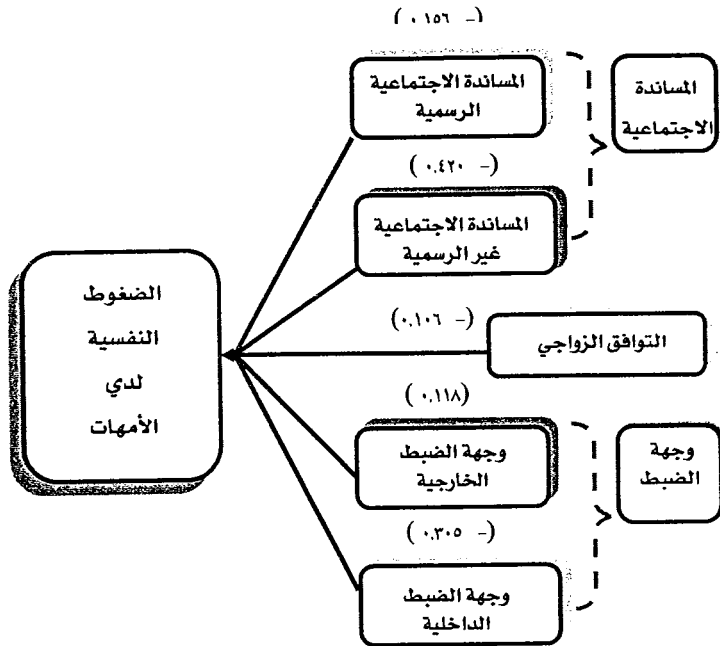 (٠.١٥٦ -)
المساندة الاجتماعية
الرسمية
المساندة
الاجتماعية
(٠.٤٢٠ -)
المساندة الاجتماعية
غير الرسمية
الضغوط
النفسية
لدي
الأمهات
(٠.١٠٦ -)
التوافق الزواجي
(٠.١١٨)
وجهة الضبط
الخارجية
وجهة
الضبط
(٠.٣٠٥ -)
وجهة الضبط
الداخلية